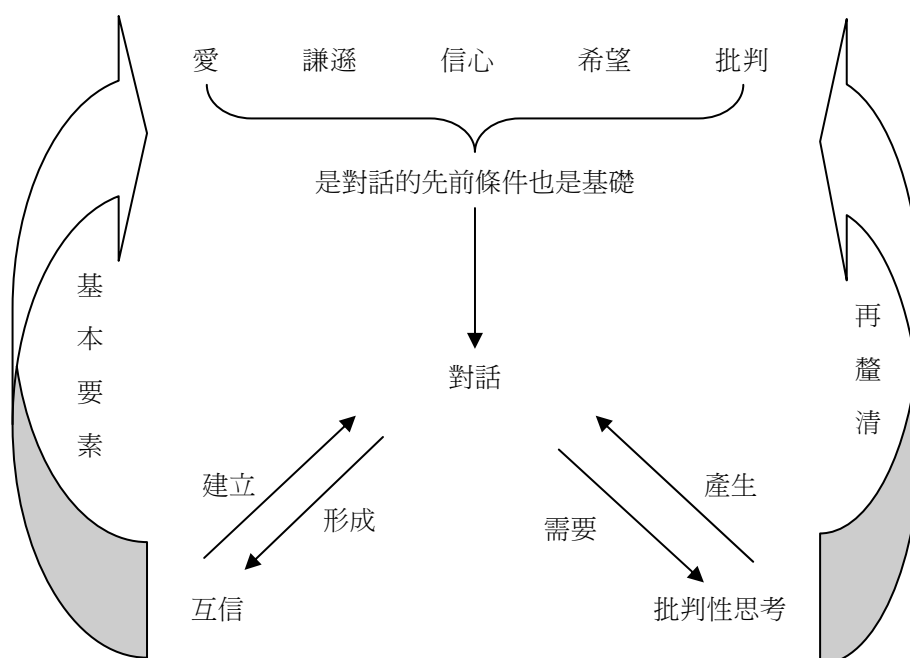 愛 謙遜 信心 希望 批判
是對話的先前條件也是基礎
基本要素
再釐清
對話
建立
形成
需要
產生
互信
批判性思考